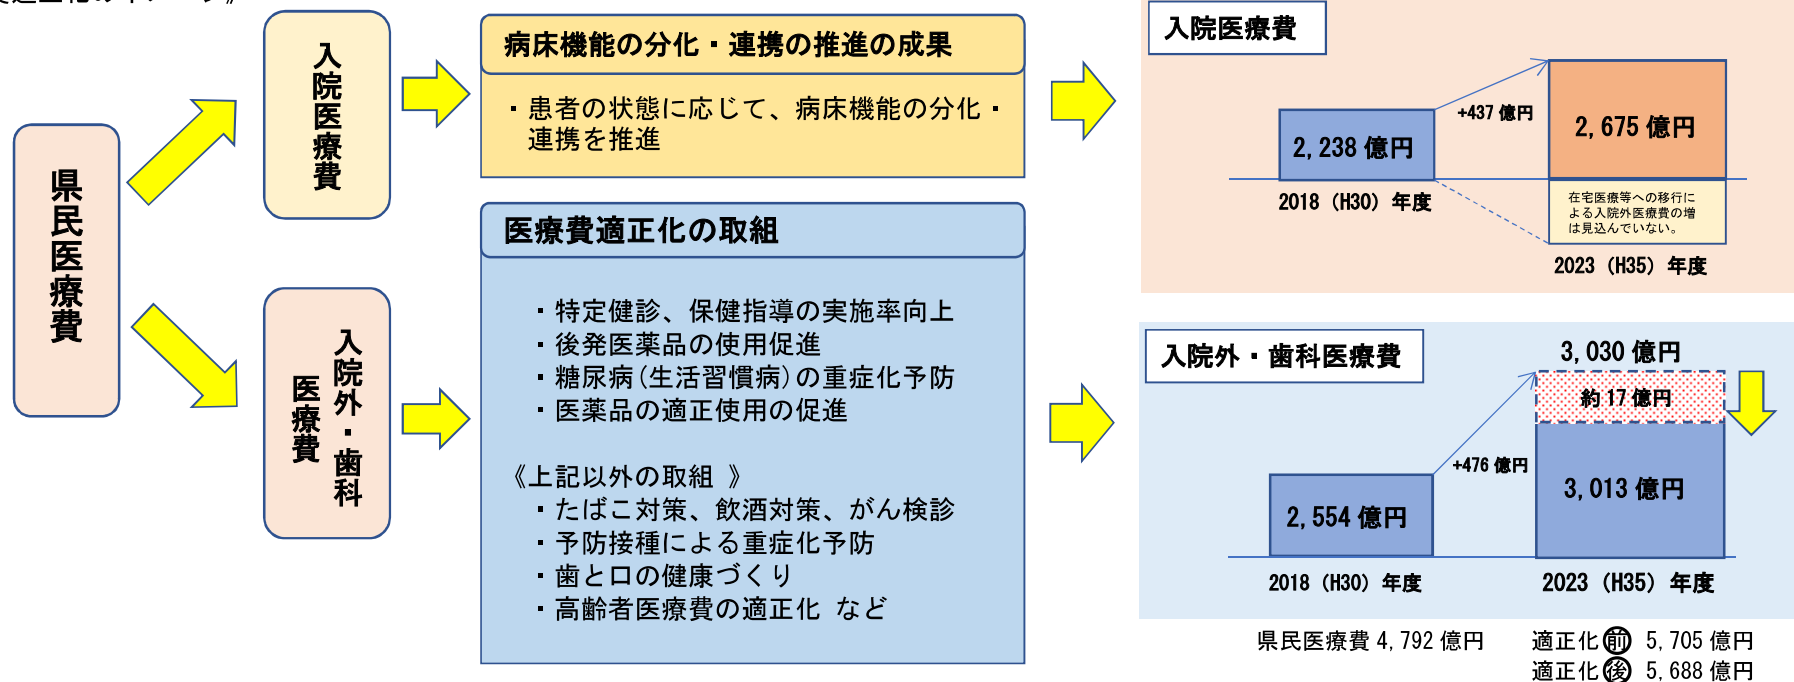 県民医療費
入院医療費
入院外・歯科
医療費
病床機能の分化・連携の推進の成果
・患者の状態に応じて、病床機能の分化・
連携を推進
医療費適正化の取組
・特定健診、保健指導の実施率向上
・後発医薬品の使用促進
・糖尿病(生活習慣病)の重症化予防
・医薬品の適正使用の促進
《上記以外の取組 》
・たばこ対策、飲酒対策、がん検診
・予防接種による重症化予防
・歯と口の健康づくり
・高齢者医療費の適正化 など
入院医療費
+437 億円
2,238 億円
2,675 億円
2018（H30）年度
在宅医療等への移行に
よる入院外医療費の増
は見込んでいない。
2023（H35）年度
入院外・歯科医療費
3,030 億円
約 17 億円
+476 億円
2,554 億円
3,013 億円
2018（H30）年度
2023（H35）年度
県民医療費 4,792 億円
適正化前 5,705 億円
適正化後 5,688 億円